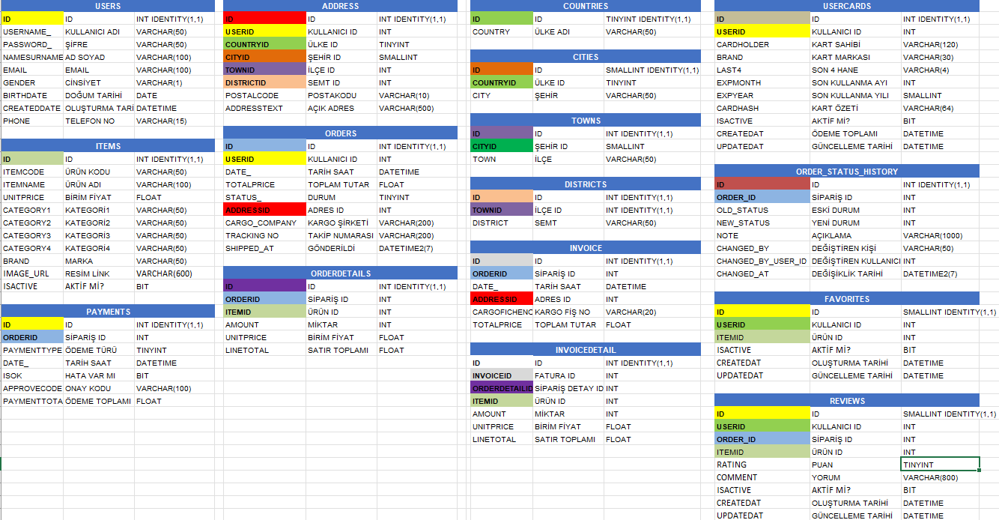 USERS
ID ID INT IDENTITY(1,1)
USERNAME_ KULLANICI ADI VARCHAR(50)
PASSWORD_ ŞİFRE VARCHAR(50)
NAMESURNAME AD SOYAD VARCHAR(100)
EMAIL EMAIL VARCHAR(100)
GENDER CİNSİYET VARCHAR(1)
BIRTHDATE DOĞUM TARİHİ DATE
CREATEDDATE OLUŞTURMA TARİ DATETIME
PHONE TELEFON NO VARCHAR(15)
ITEMS
ID ID INT IDENTITY(1,1)
ITEMCODE ÜRÜN KODU VARCHAR(50)
ITEMNAME ÜRÜN ADI VARCHAR(100)
UNITPRICE BİRİM FİYAT FLOAT
CATEGORY1 KATEGORİ1 VARCHAR(50)
CATEGORY2 KATEGORİ2 VARCHAR(50)
CATEGORY3 KATEGORİ3 VARCHAR(50)
CATEGORY4 KATEGORİ4 VARCHAR(50)
BRAND MARKA VARCHAR(50)
IMAGE_URL RESİM LİNK VARCHAR(600)
ISACTIVE AKTİF Mİ? BIT
PAYMENTS
ID ID INT IDENTITY(1,1)
ORDERID SİPARİŞ ID INT
PAYMENTTYPE ÖDEME TÜRÜ TINYINT
DATE_ TARİH SAAT DATETIME
ISOK HATA VAR MI BIT
APPROVECODE ONAY KODU VARCHAR(100)
PAYMENTTOTA ÖDEME TOPLAMI FLOAT
ADDRESS
ID ID INT IDENTITY(1,1)
USERID KULLANICI ID INT
COUNTRYID ÜLKE ID TINYINT
CITYID ŞEHİR ID SMALLINT
TOWNID İLÇE ID INT
DISTRICTID SEMT ID INT
POSTALCODE POSTAKODU VARCHAR(10)
ADDRESSTEXT AÇIK ADRES VARCHAR(500)
ORDERS
ID ID INT IDENTITY(1,1)
USERID KULLANICI ID INT
DATE_ TARİH SAAT DATETIME
TOTALPRICE TOPLAM TUTAR FLOAT
STATUS_ DURUM TINYINT
ADDRESSID ADRES ID INT
CARGO_COMPANY KARGO ŞİRKETİ VARCHAR(200)
TRACKING NO TAKİP NUMARASI VARCHAR(200)
SHIPPED_AT GÖNDERİLDİ DATETIME2(7)
ORDERDETAILS
ID ID INT IDENTITY(1,1)
ORDERID SİPARİŞ ID INT
ITEMID ÜRÜN ID INT
AMOUNT MİKTAR INT
UNITPRICE BİRİM FİYAT FLOAT
LINETOTAL SATIR TOPLAMI FLOAT
COUNTRIES
ID ID TINYINT IDENTITY(1,1)
COUNTRY ÜLKE ADI VARCHAR(50)
CITIES
ID ID SMALLINT IDENTITY(1,1)
COUNTRYID ÜLKE ID TINYINT
CITY ŞEHİR VARCHAR(50)
TOWNS
ID ID INT IDENTITY(1,1)
CITYID ŞEHİR ID SMALLINT
TOWN İLÇE VARCHAR(50)
DISTRICTS
ID ID INT IDENTITY(1,1)
TOWNID İLÇE ID INT IDENTITY(1,1)
DISTRICT SEMT VARCHAR(50)
INVOICE
ID ID INT IDENTITY(1,1)
ORDERID SİPARİŞ ID INT
DATE_ TARİH SAAT DATETIME
ADDRESSID ADRES ID INT
CARGOFICHENO KARGO FİŞ NO VARCHAR(20)
TOTALPRICE TOPLAM TUTAR FLOAT
INVOICEDETAIL
ID ID INT IDENTITY(1,1)
INVOICEID FATURA ID INT
ORDERDETAILID SİPARİŞ DETAY ID INT
ITEMID ÜRÜN ID INT
AMOUNT MİKTAR INT
UNITPRICE BİRİM FİYAT FLOAT
LINETOTAL SATIR TOPLAMI FLOAT
USERCARDS
ID ID INT IDENTITY(1,1)
USERID KULLANICI ID INT
CARDHOLDER KART SAHİBİ VARCHAR(120)
BRAND KART MARKASI VARCHAR(30)
LAST4 SON 4 HANE VARCHAR(4)
EXPMONTH SON KULLANMA AYI INT
EXPYEAR SON KULLANMA YILI SMALLINT
CARDHASH KART ÖZETİ VARCHAR(64)
ISACTIVE AKTİF Mİ? BIT
CREATEDAT ÖDEME TOPLAMI DATETIME
UPDATEDAT GÜNCELLEME TARİHİ DATETIME
ORDER_STATUS_HISTORY
ID ID INT IDENTITY(1,1)
ORDER_ID SİPARİŞ ID INT
OLD_STATUS ESKİ DURUM INT
NEW_STATUS YENİ DURUM INT
NOTE AÇIKLAMA VARCHAR(1000)
CHANGED_BY DEĞİŞTİREN KİŞİ VARCHAR(50)
CHANGED_BY_USER_ID DEĞİŞTİREN KULLANICI INT
CHANGED_AT DEĞİŞİKLİK TARİHİ DATETIME2(7)
FAVORITES
ID ID SMALLINT IDENTITY(1,1)
USERID KULLANICI ID INT
ITEMID ÜRÜN ID INT
ISACTIVE AKTİF Mİ? BIT
CREATEDAT OLUŞTURMA TARİHİ DATETIME
UPDATEDAT GÜNCELLEME TARİHİ DATETIME
REVIEWS
ID ID SMALLINT IDENTITY(1,1)
USERID KULLANICI ID INT
ORDER_ID SİPARİŞ ID INT
ITEMID ÜRÜN ID INT
RATING PUAN TINYINT
COMMENT YORUM VARCHAR(800)
ISACTIVE AKTİF Mİ? BIT
CREATEDAT OLUŞTURMA TARİHİ DATETIME
UPDATEDAT GÜNCELLEME TARİHİ DATETIME